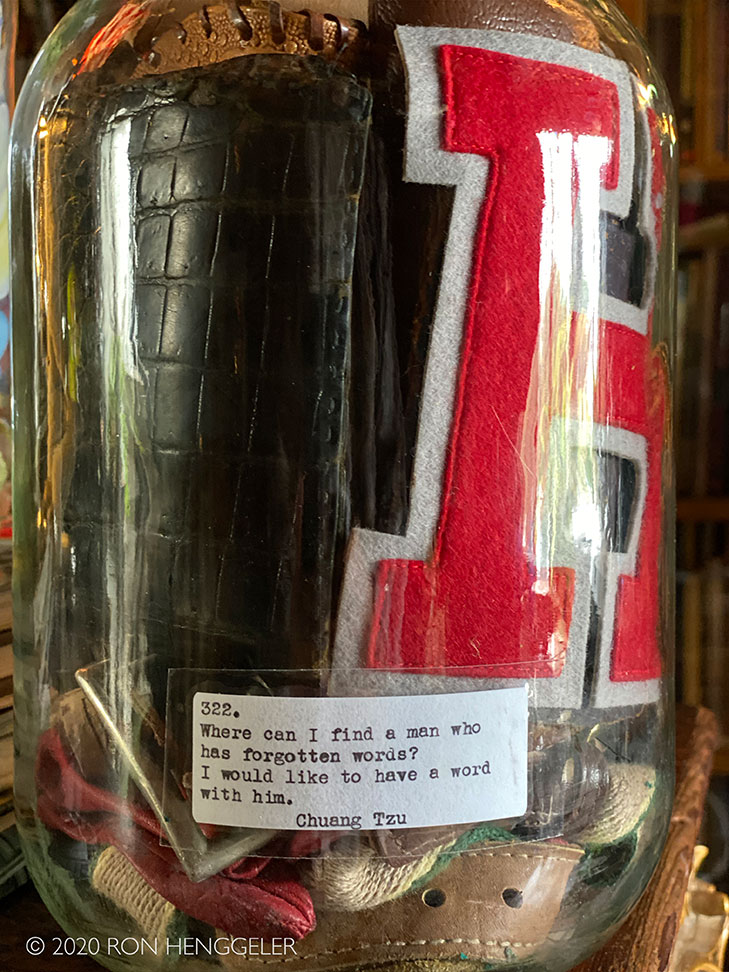 H
322.
Where can I find a man who
has forgotten words?
I would like to have a word
with him.
Chuang Tzu
© 2020 RON HENGGELER